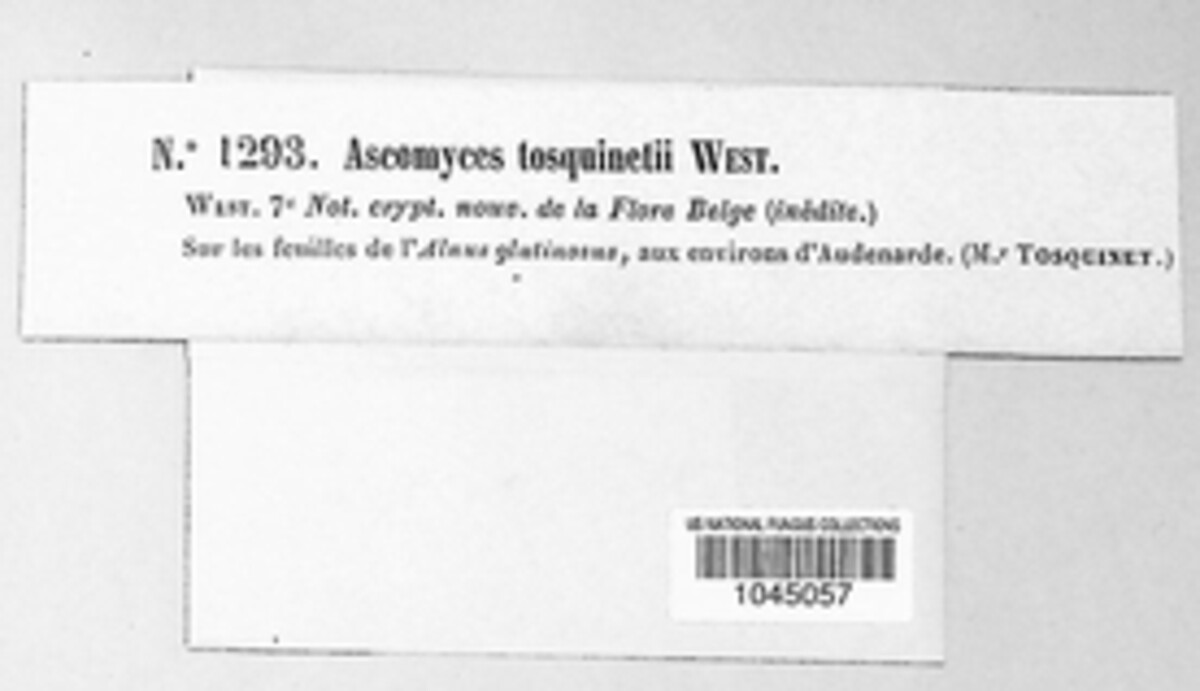 N.º 1293. Ascomyces tosquinetii WEST.
WEST. 7e Not. crypt. nouv. de la Flore Belge (inédite.)
Sur les feuilles de l'Alnus glutinosus, aux environs d'Audenarde. (M.r TOSQUINET.)
US NATIONAL FUNGUS COLLECTIONS
1045057